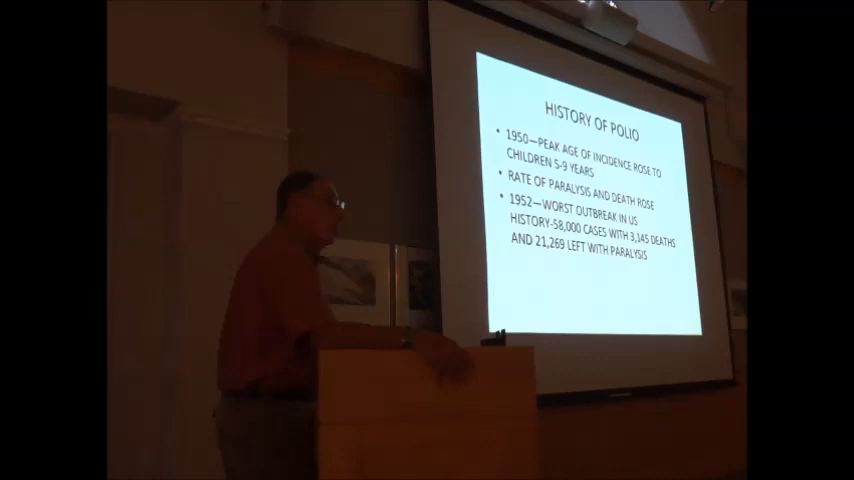 HISTORY OF POLIO
• 1950—PEAK AGE OF INCIDENCE ROSE TO
CHILDREN 5-9 YEARS
• RATE OF PARALYSIS AND DEATH ROSE
• 1952—WORST OUTBREAK IN US
HISTORY-58,000 CASES WITH 3,145 DEATHS
AND 21,269 LEFT WITH PARALYSIS